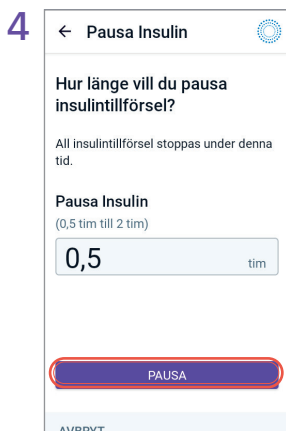 4
Pausa Insulin
Hur länge vill du pausa
insulintillförsel?
All insulintillförsel stoppas under denna
tid.
Pausa Insulin
(0,5 tim till 2 tim)
0,5 tim
PAUSA
AVBRYT